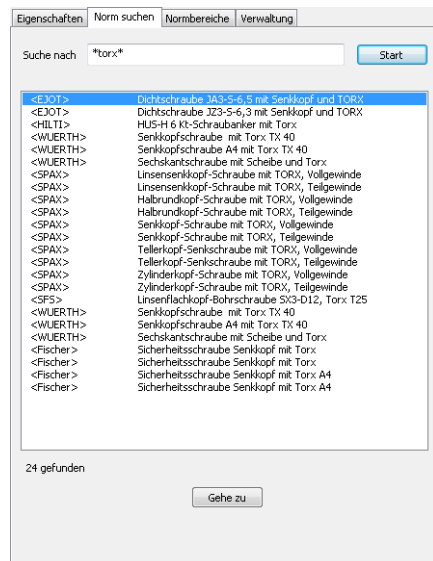 Eigenschaften Norm suchen Normbereiche Verwaltung
Suche nach *torx* Start
<EJOT> Dichtschraube JA3-S-6,5 mit Senkkopf und TORX
<EJOT> Dichtschraube JZ3-S-6,3 mit Senkkopf und TORX
<HILTI> HUS-H 6 Kt-Schraubanker mit Torx
<WUERTH> Senkkopfschraube mit Torx TX 40
<WUERTH> Senkkopfschraube A4 mit Torx TX 40
<WUERTH> Sechskantschraube mit Scheibe und Torx
<SPAX> Linsensenkkopf-Schraube mit TORX, Vollgewinde
<SPAX> Linsensenkkopf-Schraube mit TORX, Teilgewinde
<SPAX> Halbrundkopf-Schraube mit TORX, Vollgewinde
<SPAX> Halbrundkopf-Schraube mit TORX, Teilgewinde
<SPAX> Senkkopf-Schraube mit TORX, Vollgewinde
<SPAX> Senkkopf-Schraube mit TORX, Teilgewinde
<SPAX> Tellerkopf-Senkschraube mit TORX, Vollgewinde
<SPAX> Tellerkopf-Senkschraube mit TORX, Teilgewinde
<SPAX> Zylinderkopf-Schraube mit TORX, Vollgewinde
<SPAX> Zylinderkopf-Schraube mit TORX, Teilgewinde
<SFS> Linsenflachkopf-Bohrschraube SX3-D12, Torx T25
<WUERTH> Senkkopfschraube mit Torx TX 40
<WUERTH> Senkkopfschraube A4 mit Torx TX 40
<WUERTH> Sechskantschraube mit Scheibe und Torx
<Fischer> Sicherheitsschraube Senkkopf mit Torx
<Fischer> Sicherheitsschraube Senkkopf mit Torx
<Fischer> Sicherheitsschraube Senkkopf mit Torx A4
<Fischer> Sicherheitsschraube Senkkopf mit Torx A4
24 gefunden
Gehe zu